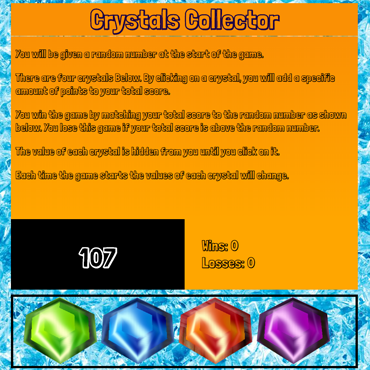 Crystals Collector
You will be given a random number at the start of the game.
There are four crystals Below. By clicking on a crystal, you will add a specific
amount of points to your total score.
You win the game by matching your total score to the random number as shown
below. You lose this game if your total score is above the random number.
The value of each crystal is hidden from you until you click on it.
Each time the game starts the values of each crystal will change.
107
Wins: 0
Losses: 0